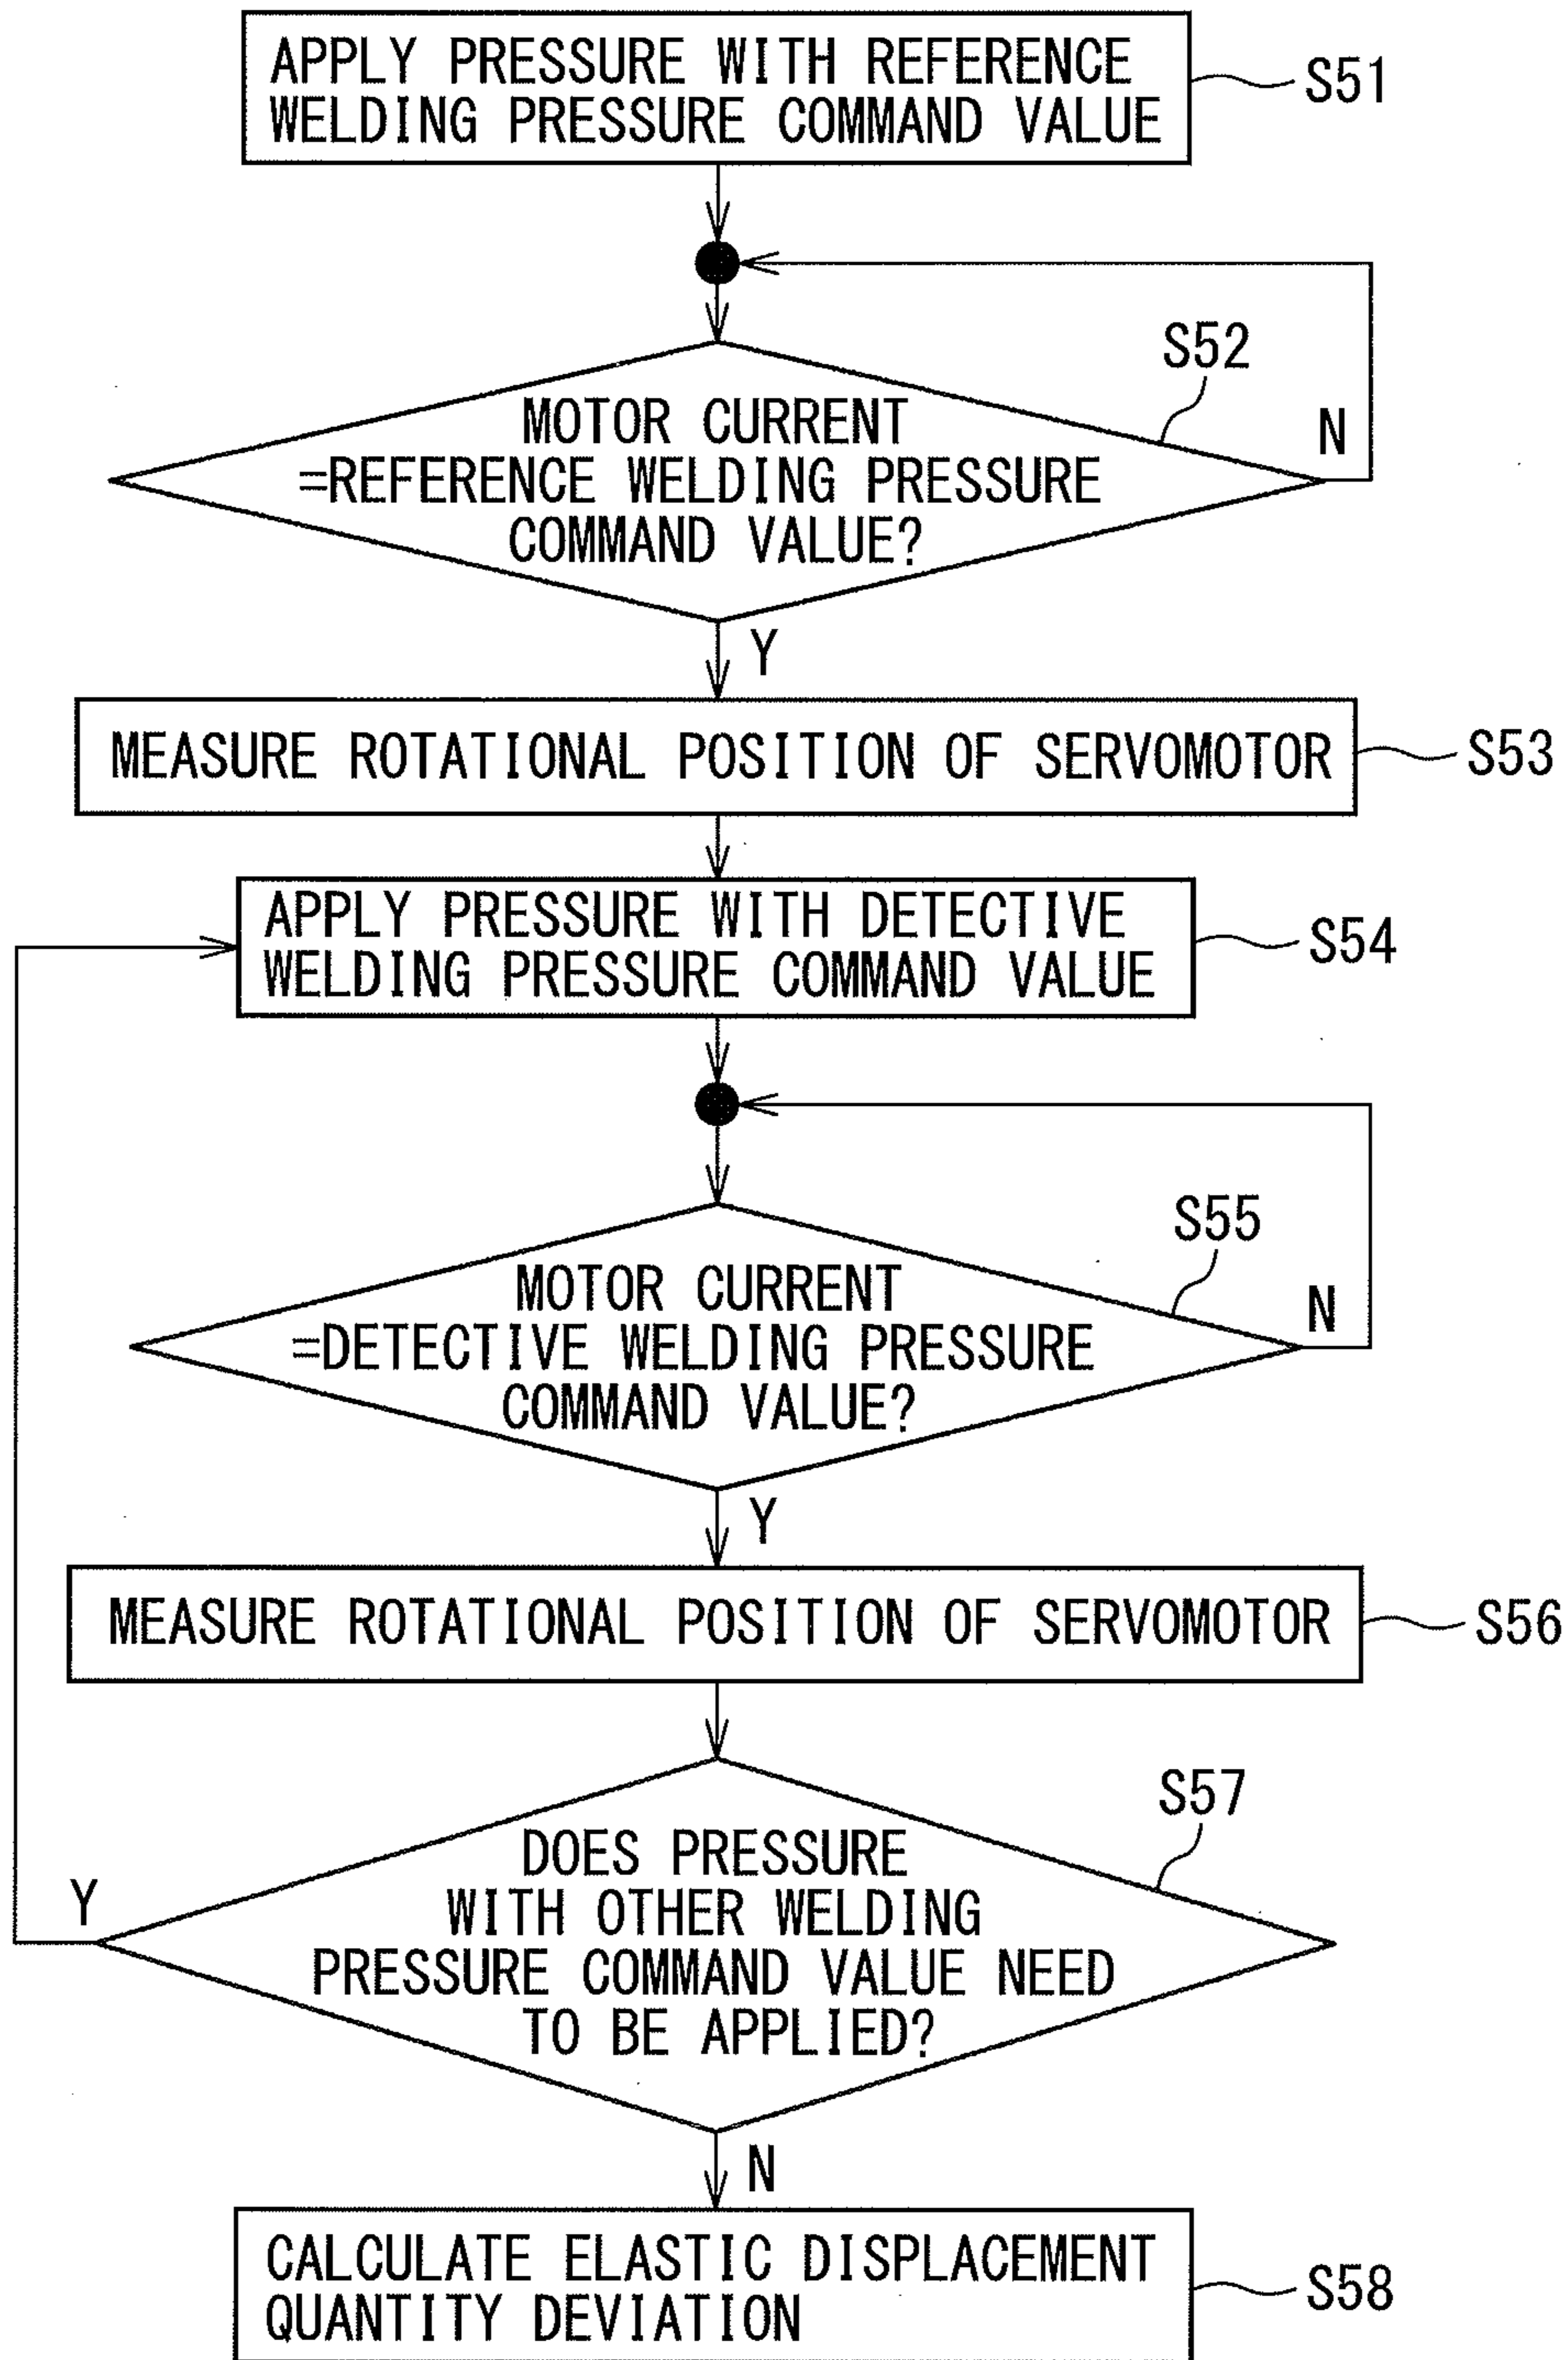 APPLY PRESSURE WITH REFERENCE
WELDING PRESSURE COMMAND VALUE
S51
S52
MOTOR CURRENT
=REFERENCE WELDING PRESSURE
COMMAND VALUE?
N
Y
MEASURE ROTATIONAL POSITION OF SERVOMOTOR
S53
APPLY PRESSURE WITH DETECTIVE
WELDING PRESSURE COMMAND VALUE
S54
S55
MOTOR CURRENT
=DETECTIVE WELDING PRESSURE
COMMAND VALUE?
N
Y
MEASURE ROTATIONAL POSITION OF SERVOMOTOR
S56
S57
DOES PRESSURE
WITH OTHER WELDING
PRESSURE COMMAND VALUE NEED
TO BE APPLIED?
Y
N
CALCULATE ELASTIC DISPLACEMENT
QUANTITY DEVIATION
S58